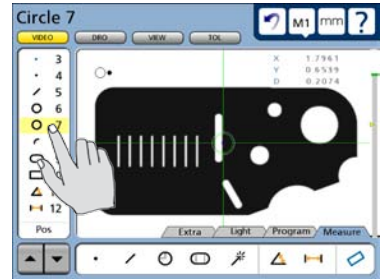 Circle 7
M1
mm
?
VIDEO
DRO
VIEW
TOL
3
4
5
6
7
12
Pos
X 1.7961
Y 0.6539
D 0.2074
Extra
Light
Program
Measure